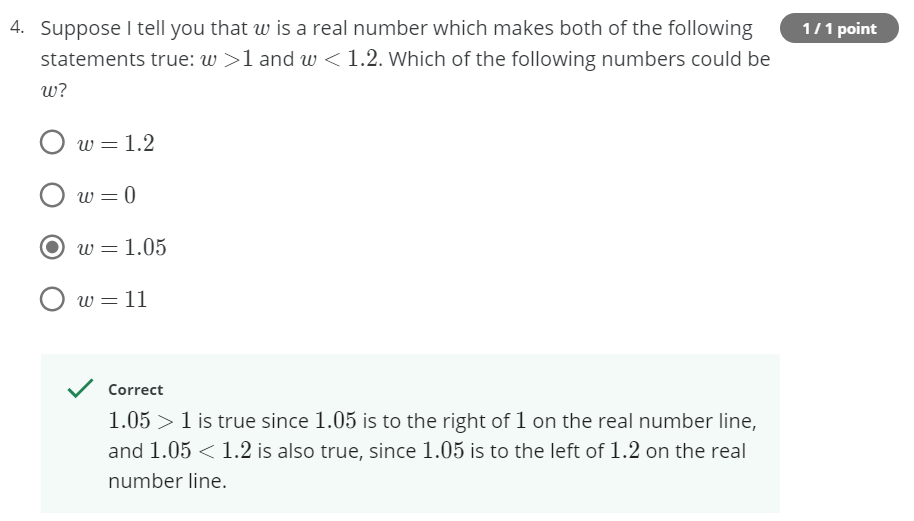 4. Suppose I tell you that w is a real number which makes both of the following
1 / 1 point
statements true: w >1 and w < 1.2. Which of the following numbers could be
w?
w = 1.2
w = 0
w = 1.05
w = 11
Correct
1.05 > 1 is true since 1.05 is to the right of 1 on the real number line,
and 1.05 < 1.2 is also true, since 1.05 is to the left of 1.2 on the real
number line.